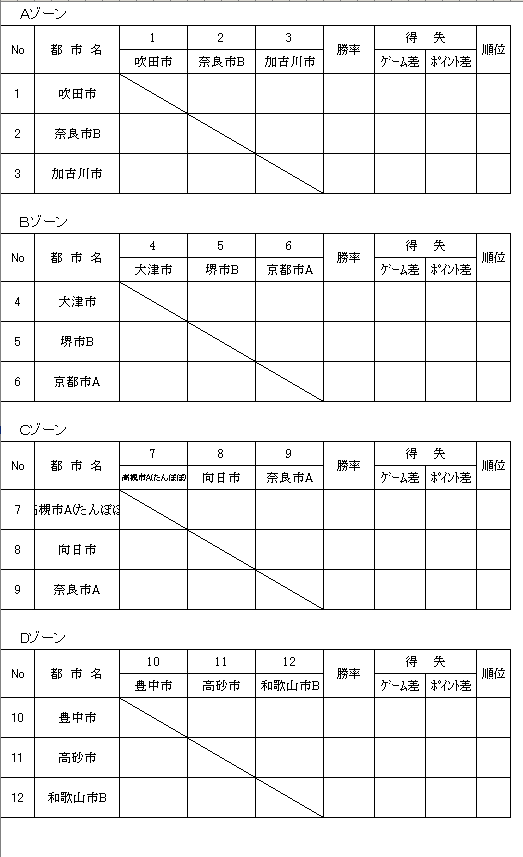 Aゾーン
No 都 市 名 1 2 3 勝率 得 失 順位
吹田市 奈良市B 加古川市 ゲーム差 ポイント差
1 吹田市
2 奈良市B
3 加古川市
Bゾーン
No 都 市 名 4 5 6 勝率 得 失 順位
大津市 堺市B 京都市A ゲーム差 ポイント差
4 大津市
5 堺市B
6 京都市A
Cゾーン
No 都 市 名 7 8 9 勝率 得 失 順位
高槻市A(たんぽぽ) 向日市 奈良市A ゲーム差 ポイント差
7 高槻市A(たんぽぽ
8 向日市
9 奈良市A
Dゾーン
No 都 市 名 10 11 12 勝率 得 失 順位
豊中市 高砂市 和歌山市B ゲーム差 ポイント差
10 豊中市
11 高砂市
12 和歌山市B